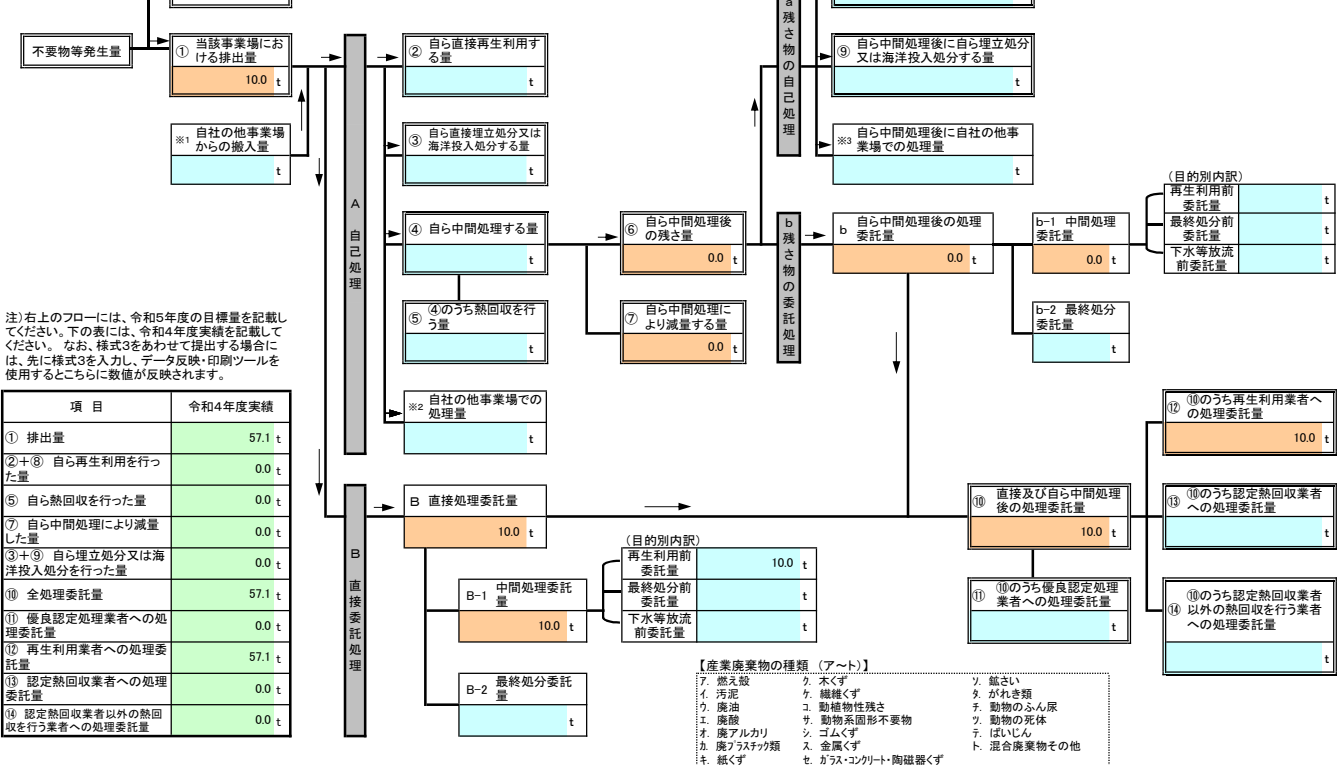 不要物等発生量
① 当該事業場にお
ける排出量
10.0 t
※1 自社の他事業場
からの搬入量
t
A 自己処理
② 自ら直接再生利用す
る量
t
③ 自ら直接埋立処分又は
海洋投入処分する量
t
④ 自ら中間処理する量
t
⑤ ④のうち熱回収を行
う量
t
※2 自社の他事業場での
処理量
t
⑥ 自ら中間処理後
の残さ量
0.0 t
⑦ 自ら中間処理に
より減量する量
0.0 t
a 残さ物の自己処理
⑨ 自ら中間処理後に自ら埋立処分
又は海洋投入処分する量
t
※3 自ら中間処理後に自社の他事
業場での処理量
t
b 残さ物の委託処理
b 自ら中間処理後の処理
委託量
0.0 t
b-1 中間処理
委託量
0.0 t
b-2 最終処分
委託量
t
(目的別内訳)
再生利用前
委託量
t
最終処分前
委託量
t
下水等放流
前委託量
t
注)右上のフローには、令和5年度の目標量を記載し
てください。下の表には、令和4年度実績を記載して
ください。 なお、様式3をあわせて提出する場合に
は、先に様式3を入力し、データ反映・印刷ツールを
使用するとこちらに数値が反映されます。
項 目 令和4年度実績
① 排出量 57.1 t
②+⑧ 自ら再生利用を行っ
た量 0.0 t
⑤ 自ら熱回収を行った量 0.0 t
⑦ 自ら中間処理により減量
した量 0.0 t
③+⑨ 自ら埋立処分又は海
洋投入処分を行った量 0.0 t
⑩ 全処理委託量 57.1 t
⑪ 優良認定処理業者への処
理委託量 0.0 t
⑫ 再生利用業者への処理委
託量 57.1 t
⑬ 認定熱回収業者への処理
委託量 0.0 t
⑭ 認定熱回収業者以外の熱回
収を行う業者への処理委託量 0.0 t
B 直接委託処理
B 直接処理委託量
10.0 t
B-1 中間処理委託
量
10.0 t
B-2 最終処分委託
量
t
(目的別内訳)
再生利用前
委託量
10.0 t
最終処分前
委託量
t
下水等放流
前委託量
t
⑩ 直接及び自ら中間処理
後の処理委託量
10.0 t
⑪ ⑩のうち優良認定処理
業者への処理委託量
t
⑫ ⑩のうち再生利用業者へ
の処理委託量
10.0 t
⑬ ⑩のうち認定熱回収業者
への処理委託量
t
⑭ ⑩のうち認定熱回収業者
以外の熱回収を行う業者
への処理委託量
t
【産業廃棄物の種類 (ア~ト)】
ア. 燃え殻 ク. 木くず ソ. 鉱さい
イ. 汚泥 ケ. 繊維くず タ. がれき類
ウ. 廃油 コ. 動植物性残さ チ. 動物のふん尿
エ. 廃酸 サ. 動物系固形不要物 ツ. 動物の死体
オ. 廃アルカリ シ. ゴムくず テ. ばいじん
カ. 廃プラスチック類 ス. 金属くず ト. 混合廃棄物その他
キ. 紙くず セ. ガラス・コンクリート・陶磁器くず